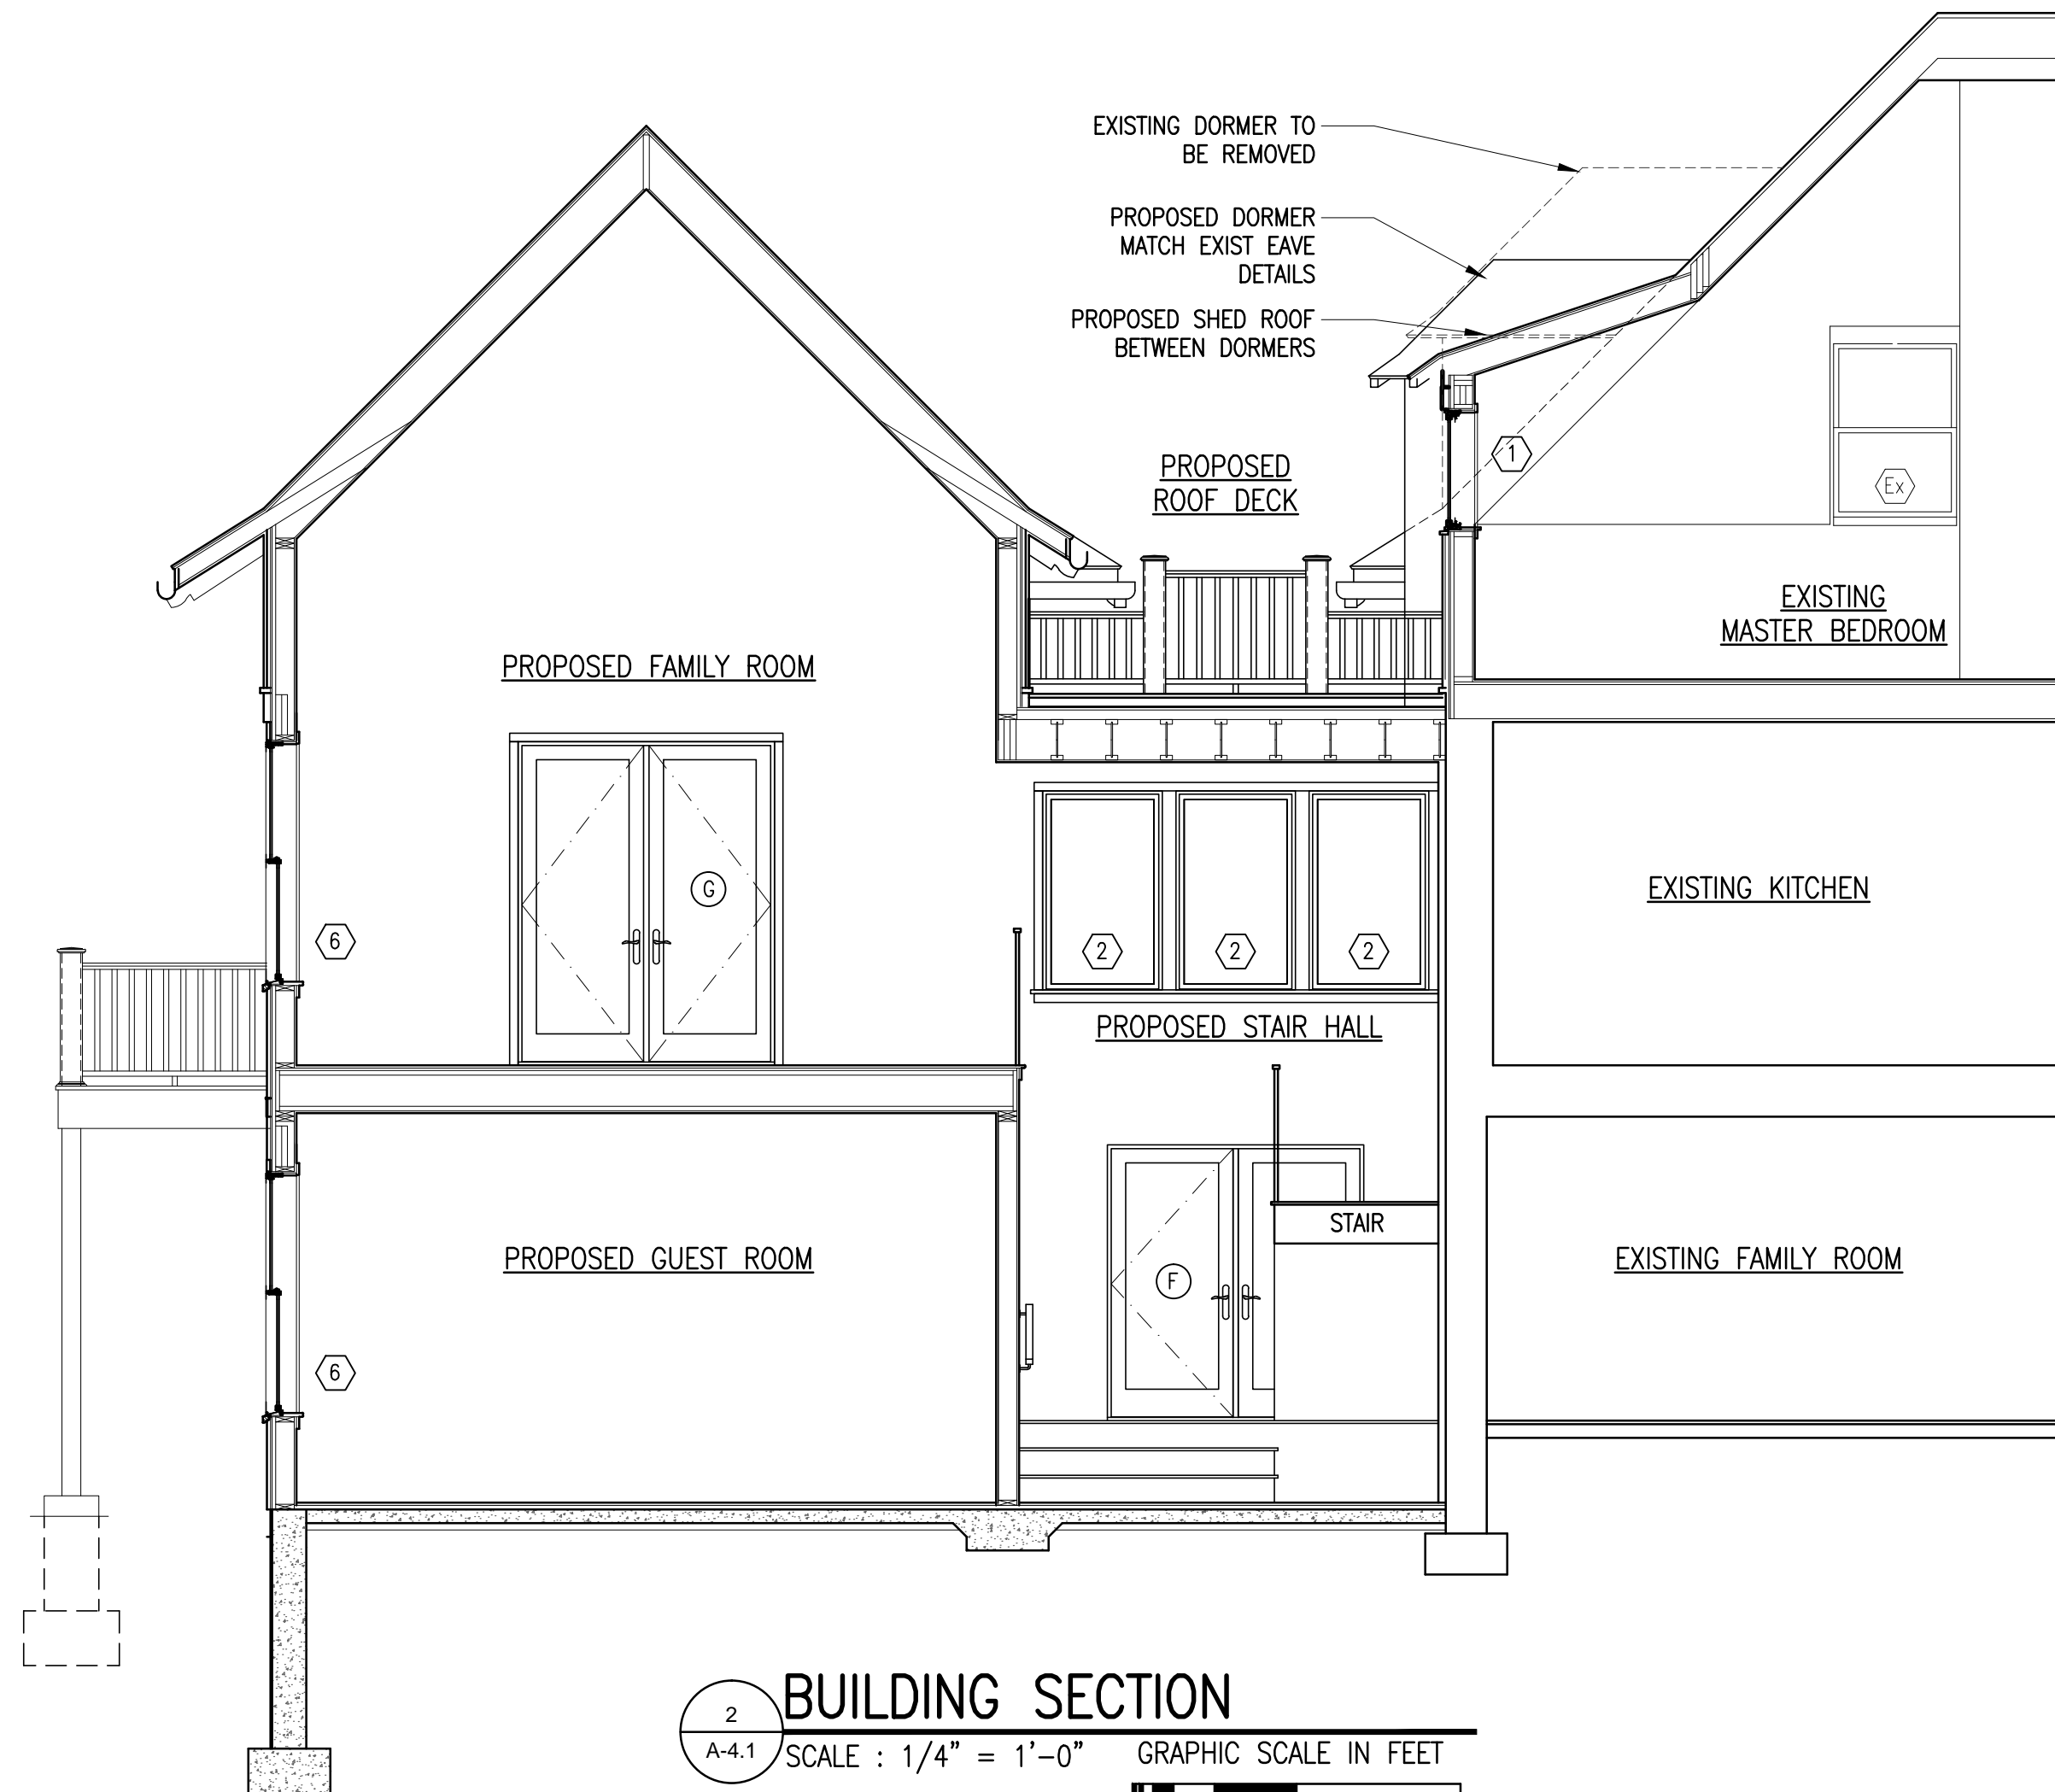 EXISTING DORMER TO
BE REMOVED
PROPOSED DORMER
MATCH EXIST EAVE
DETAILS
PROPOSED SHED ROOF
BETWEEN DORMERS
PROPOSED
ROOF DECK
1
Ex
EXISTING
MASTER BEDROOM
PROPOSED FAMILY ROOM
G
6
2
2
2
EXISTING KITCHEN
PROPOSED STAIR HALL
STAIR
PROPOSED GUEST ROOM
F
EXISTING FAMILY ROOM
6
2
A-4.1
BUILDING SECTION
SCALE : 1/4" = 1'-0"
GRAPHIC SCALE IN FEET